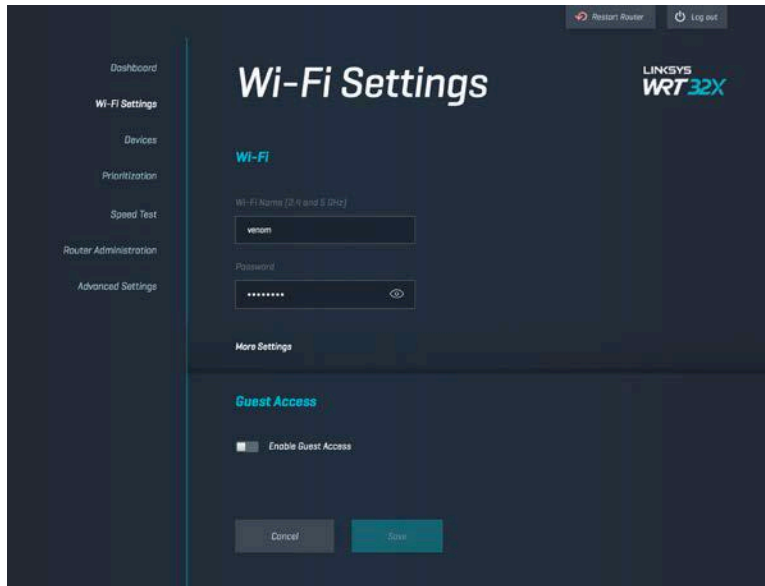 Restart Router
Log out
Dashboard
Wi-Fi Settings
Devices
Prioritization
Speed Test
Router Administration
Advanced Settings
Wi-Fi Settings
LINKSYS
WRT32X
Wi-Fi
Wi-Fi Name (2.4 and 5 GHz)
venom
Password
••••••••
More Settings
Guest Access
Enable Guest Access
Cancel
Save